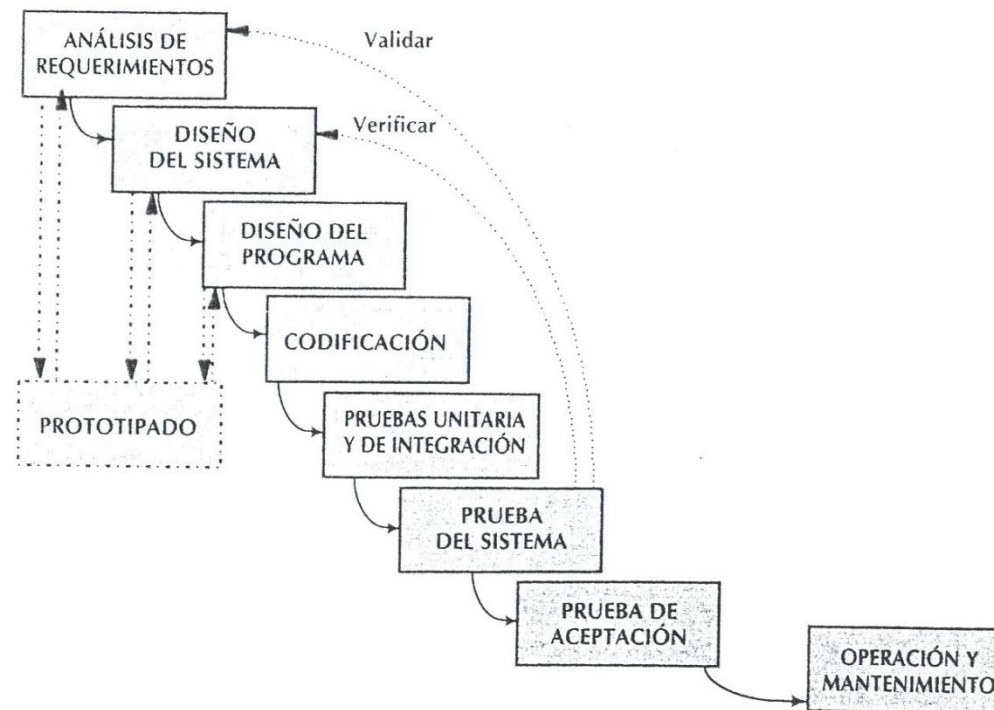 ANÁLISIS DE
REQUERIMIENTOS
Validar
DISEÑO
DEL SISTEMA
Verificar
DISEÑO DEL
PROGRAMA
CODIFICACIÓN
PROTOTIPADO
PRUEBAS UNITARIA
Y DE INTEGRACIÓN
PRUEBA
DEL SISTEMA
PRUEBA DE
ACEPTACIÓN
OPERACIÓN Y
MANTENIMIENTO